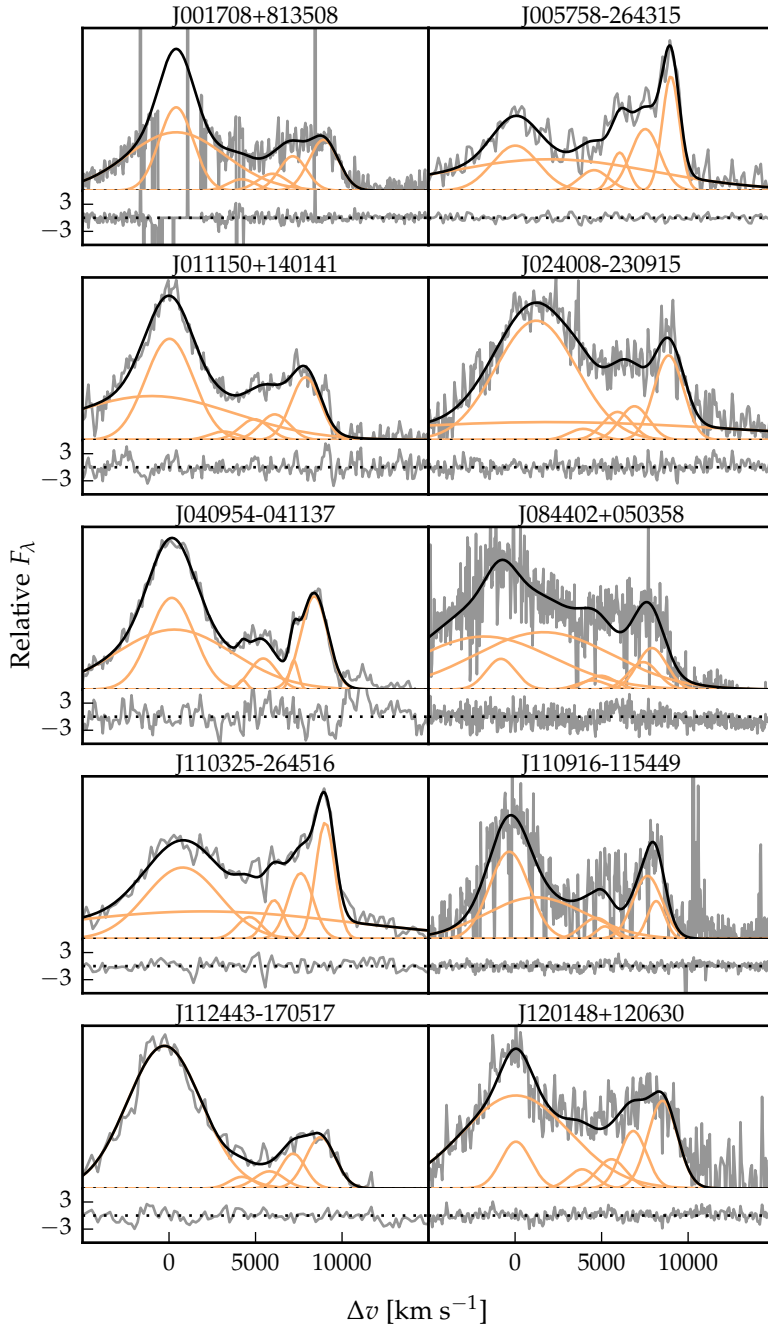 J001708+813508 J005758-264315
3
−3
J011150+140141 J024008-230915
3
−3
J040954-041137 J084402+050358
3
−3
J110325-264516 J110916-115449
3
−3
J112443-170517 J120148+120630
3
−3
0 5000 10000 0 5000 10000
Δv [km s⁻¹]
Relative Fλ